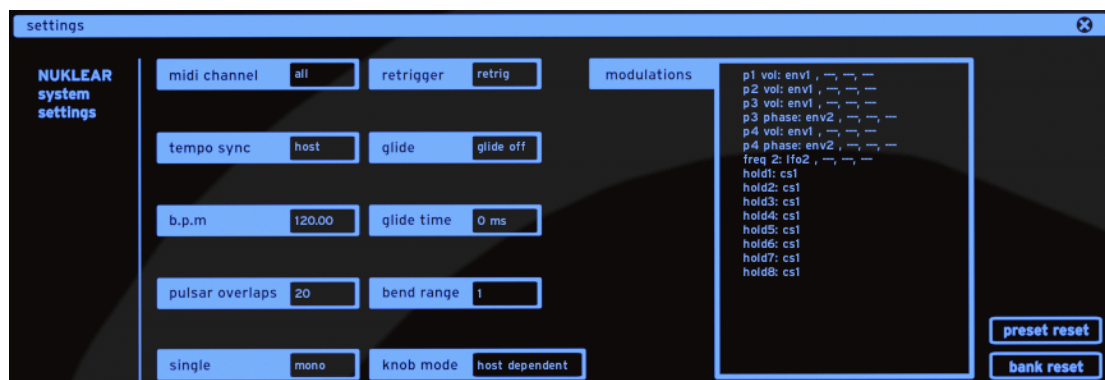 settings
NUKLEAR
system
settings
midi channel all
retrigger retrig
tempo sync host
glide glide off
b.p.m 120.00
glide time 0 ms
pulsar overlaps 20
bend range 1
single mono
knob mode host dependent
modulations
p1 vol: env1 , ---, ---, ---
p2 vol: env1 , ---, ---, ---
p3 vol: env1 , ---, ---, ---
p3 phase: env2 , ---, ---, ---
p4 vol: env1 , ---, ---, ---
p4 phase: env2 , ---, ---, ---
freq 2: lfo2 , ---, ---, ---
hold1: cs1
hold2: cs1
hold3: cs1
hold4: cs1
hold5: cs1
hold6: cs1
hold7: cs1
hold8: cs1
preset reset
bank reset